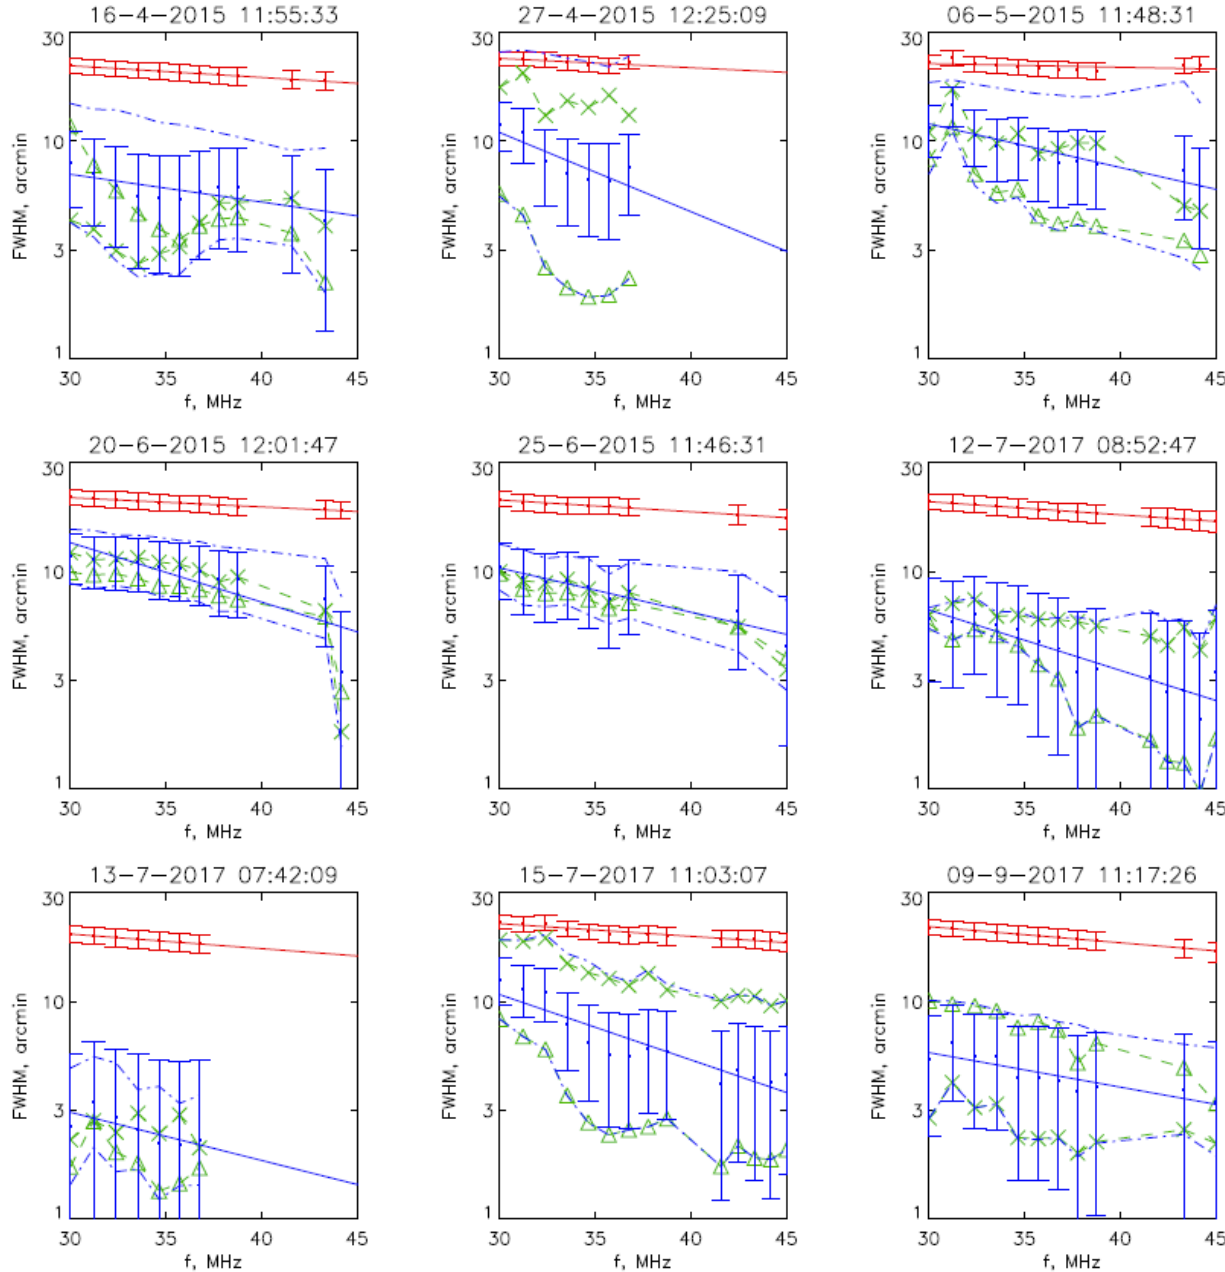 16-4-2015 11:55:33
30
10
3
1
FWHM, arcmin
30 35 40 45
f, MHz
27-4-2015 12:25:09
30
10
3
1
FWHM, arcmin
30 35 40 45
f, MHz
06-5-2015 11:48:31
30
10
3
1
FWHM, arcmin
30 35 40 45
f, MHz
20-6-2015 12:01:47
30
10
3
1
FWHM, arcmin
30 35 40 45
f, MHz
25-6-2015 11:46:31
30
10
3
1
FWHM, arcmin
30 35 40 45
f, MHz
12-7-2017 08:52:47
30
10
3
1
FWHM, arcmin
30 35 40 45
f, MHz
13-7-2017 07:42:09
30
10
3
1
FWHM, arcmin
30 35 40 45
f, MHz
15-7-2017 11:03:07
30
10
3
1
FWHM, arcmin
30 35 40 45
f, MHz
09-9-2017 11:17:26
30
10
3
1
FWHM, arcmin
30 35 40 45
f, MHz